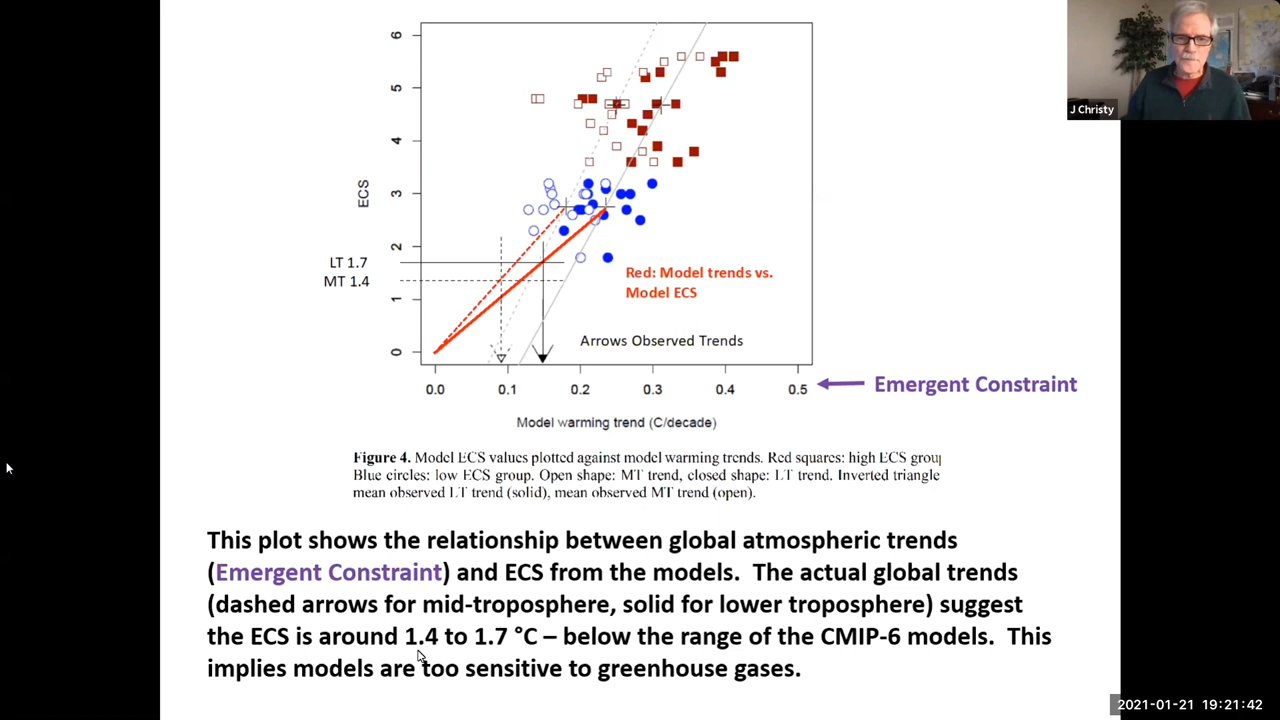 J Christy
6
5
4
3
2
1
0
ECS
LT 1.7
MT 1.4
Red: Model trends vs.
Model ECS
Arrows Observed Trends
0.0 0.1 0.2 0.3 0.4 0.5
Emergent Constraint
Model warming trend (C/decade)
Figure 4. Model ECS values plotted against model warming trends. Red squares: high ECS group
Blue circles: low ECS group. Open shape: MT trend, closed shape: LT trend. Inverted triangle
mean observed LT trend (solid), mean observed MT trend (open).
This plot shows the relationship between global atmospheric trends
(Emergent Constraint) and ECS from the models. The actual global trends
(dashed arrows for mid-troposphere, solid for lower troposphere) suggest
the ECS is around 1.4 to 1.7 °C – below the range of the CMIP-6 models. This
implies models are too sensitive to greenhouse gases.
2021-01-21 19:21:42